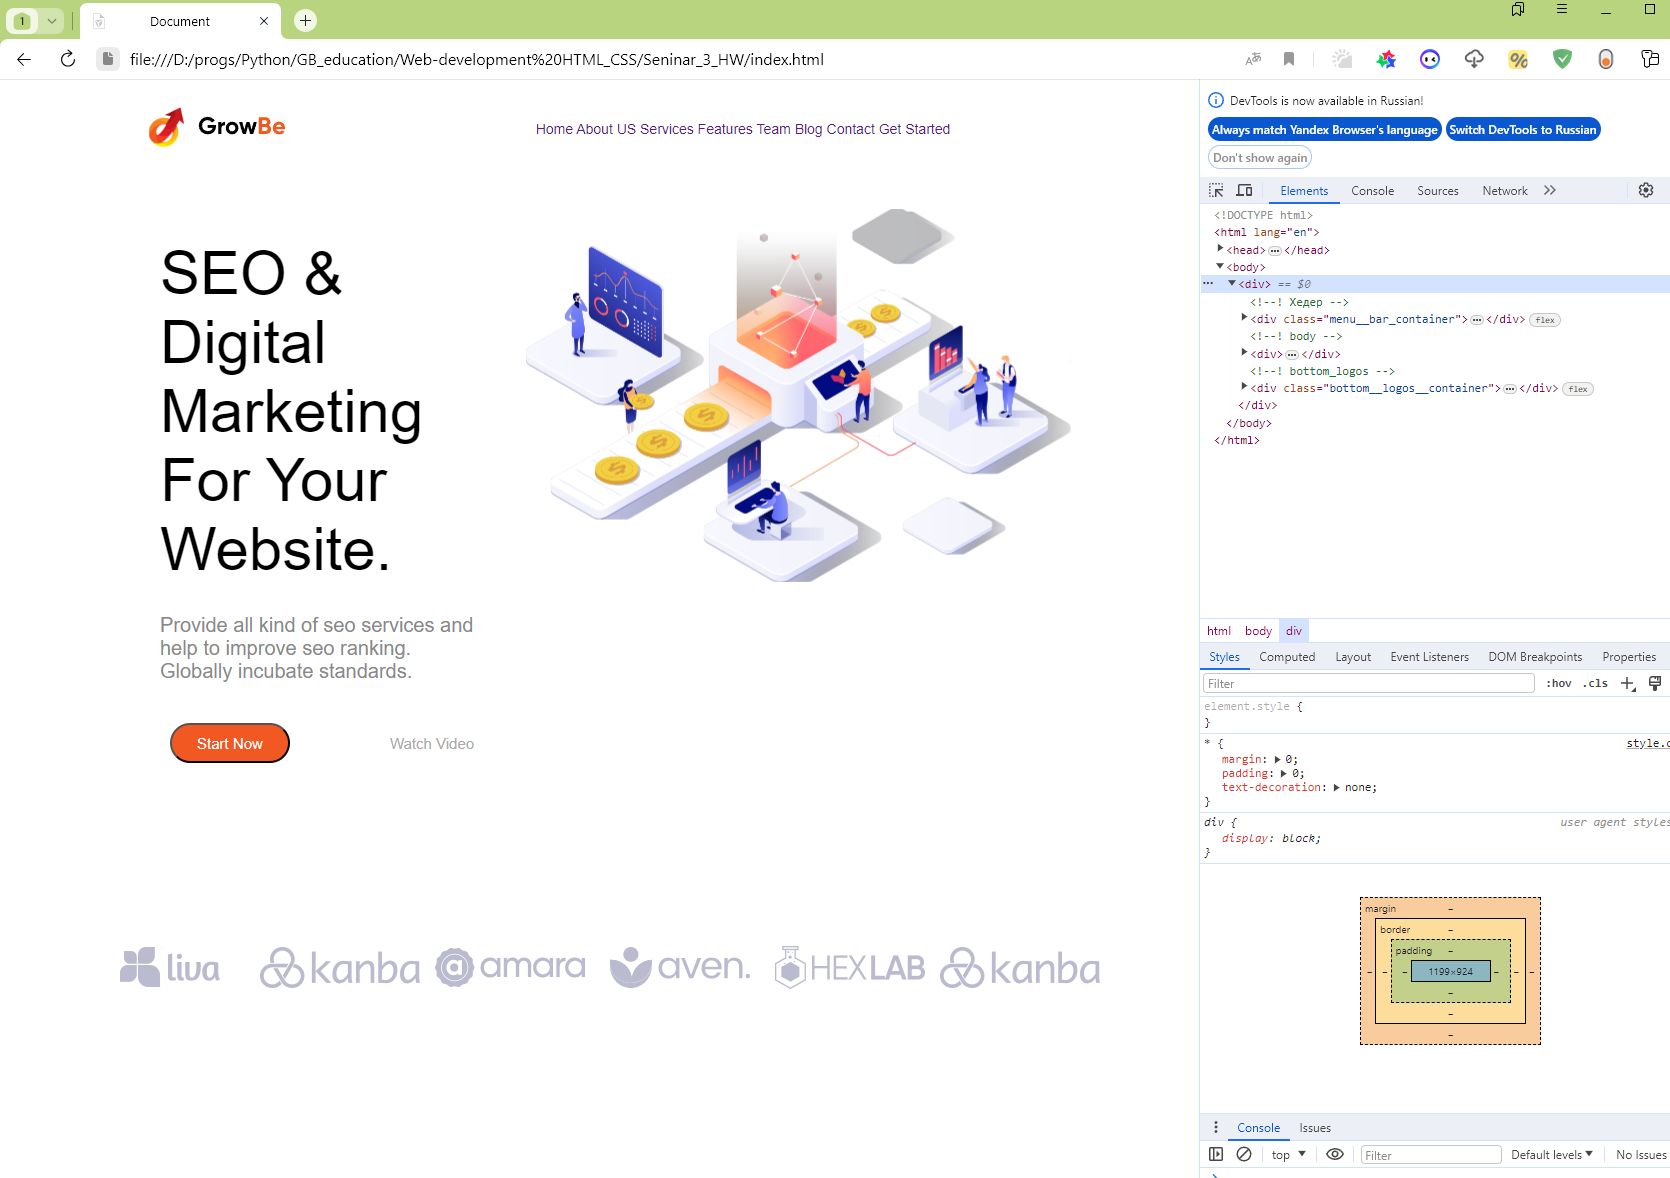 1
Document
file:///D:/progs/Python/GB_education/Web-development%20HTML_CSS/Seninar_3_HW/index.html
GrowBe
Home About US Services Features Team Blog Contact Get Started
SEO &
Digital
Marketing
For Your
Website.
Provide all kind of seo services and
help to improve seo ranking.
Globally incubate standards.
Start Now
Watch Video
liva kanba amara aven. HEXLAB kanba
DevTools is now available in Russian!
Always match Yandex Browser's language Switch DevTools to Russian
Don't show again
Elements Console Sources Network
<!DOCTYPE html>
<html lang="en">
<head>…</head>
<body>
<div> == $0
<!--! Хедер -->
<div class="menu__bar_container">…</div> flex
<!--! body -->
<div>…</div>
<!--! bottom_logos -->
<div class="bottom__logos__container">…</div> flex
</div>
</body>
</html>
html body div
Styles Computed Layout Event Listeners DOM Breakpoints Properties
Filter :hov .cls
element.style {
}
* { style.c
margin: 0;
padding: 0;
text-decoration: none;
}
div { user agent styles
display: block;
}
margin –
border –
padding –
– – – 1199×924 – – –
–
–
–
Console Issues
top Filter Default levels No Issues